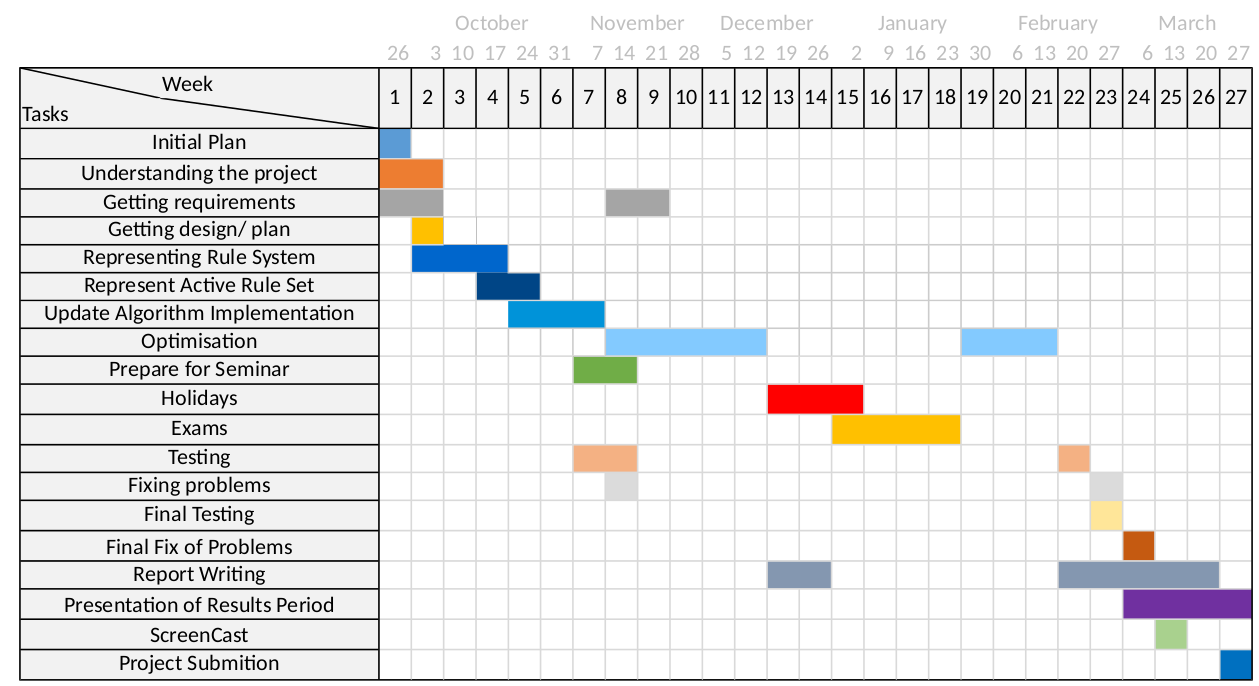 October November December January February March
26 3 10 17 24 31 7 14 21 28 5 12 19 26 2 9 16 23 30 6 13 20 27 6 13 20 27
Week
Tasks
1 2 3 4 5 6 7 8 9 10 11 12 13 14 15 16 17 18 19 20 21 22 23 24 25 26 27
Initial Plan
Understanding the project
Getting requirements
Getting design/ plan
Representing Rule System
Represent Active Rule Set
Update Algorithm Implementation
Optimisation
Prepare for Seminar
Holidays
Exams
Testing
Fixing problems
Final Testing
Final Fix of Problems
Report Writing
Presentation of Results Period
ScreenCast
Project Submition